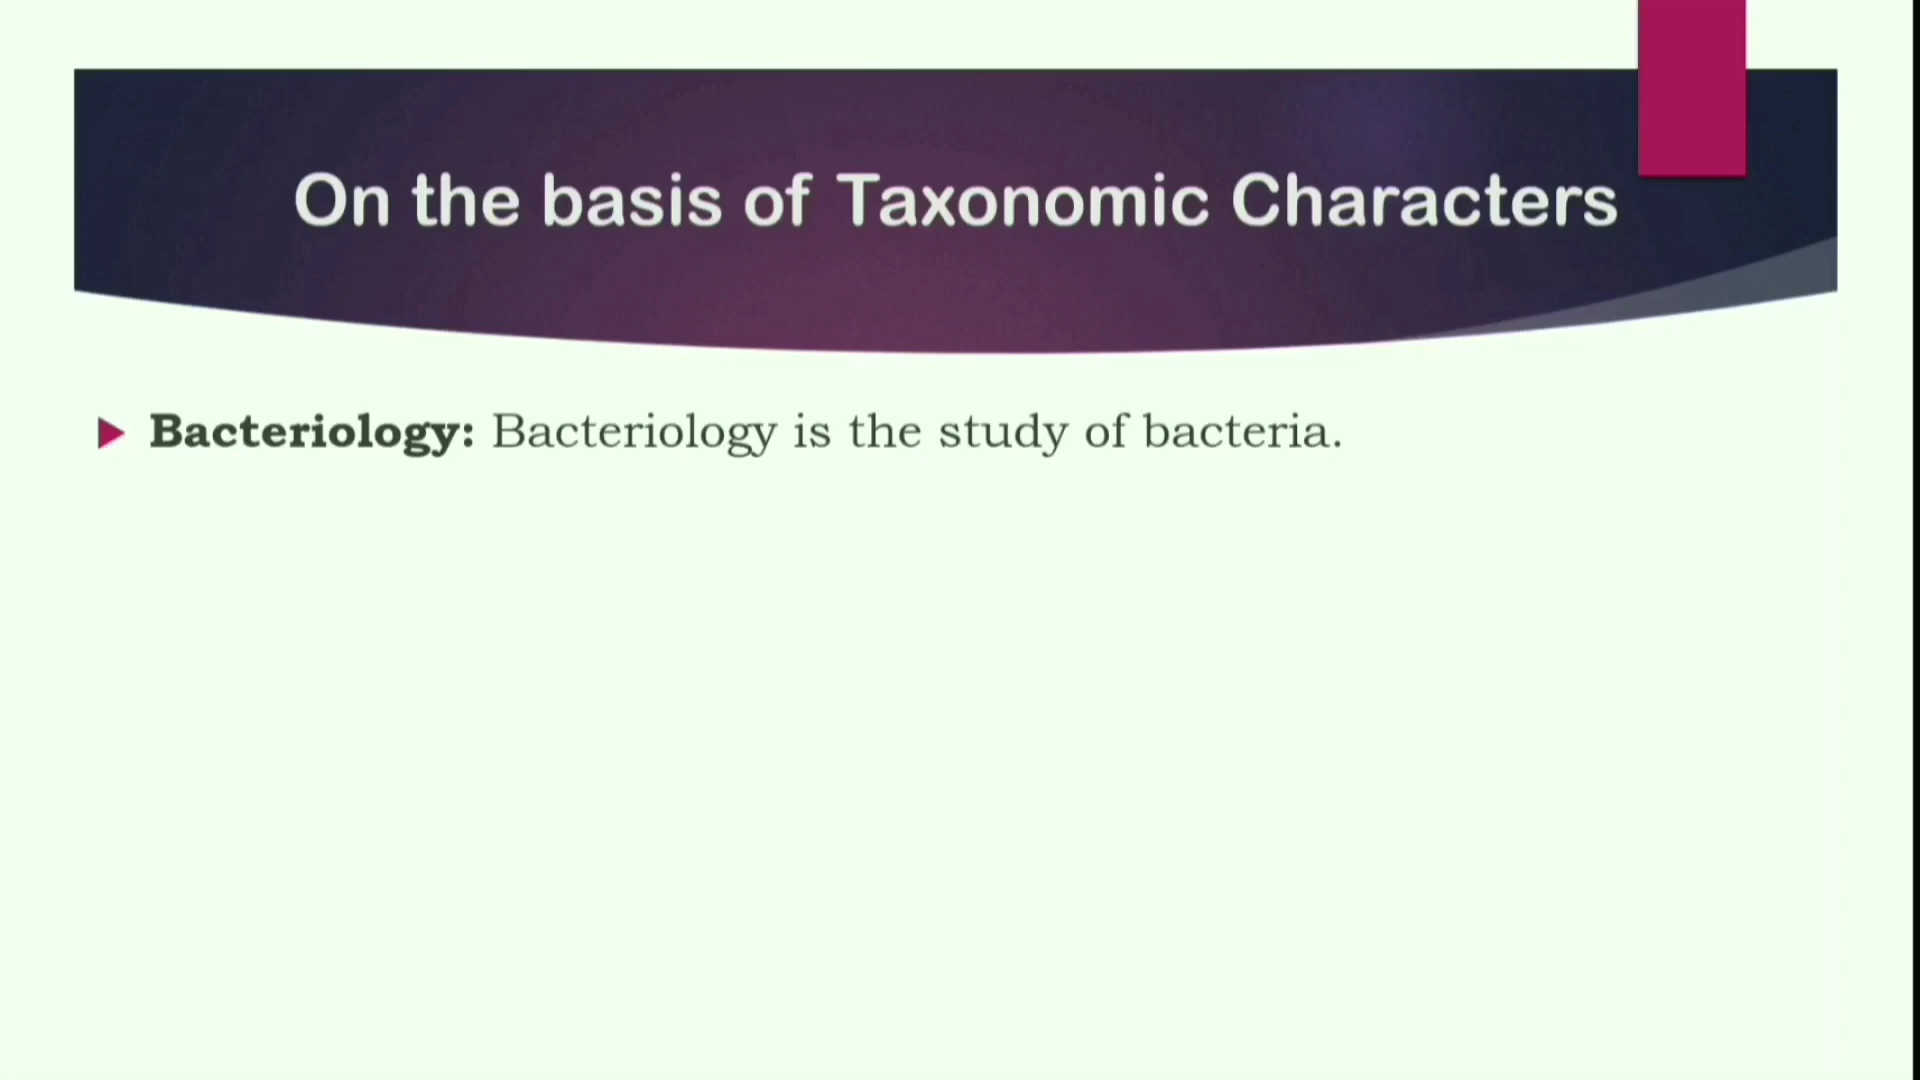 On the basis of Taxonomic Characters
Bacteriology: Bacteriology is the study of bacteria.